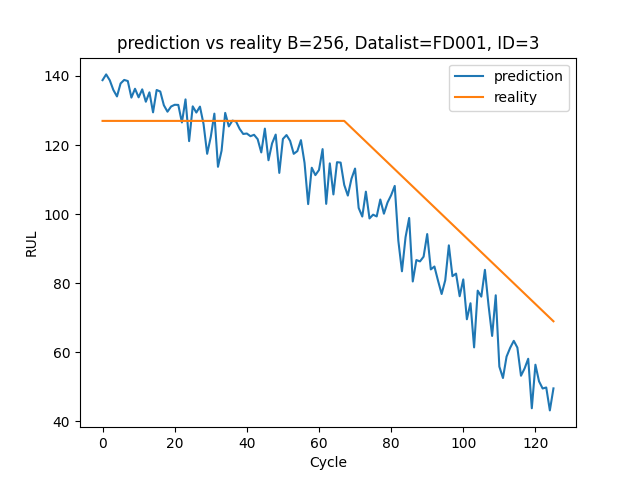 prediction vs reality B=256, Datalist=FD001, ID=3
prediction
reality
RUL
140
120
100
80
60
40
0 20 40 60 80 100 120
Cycle